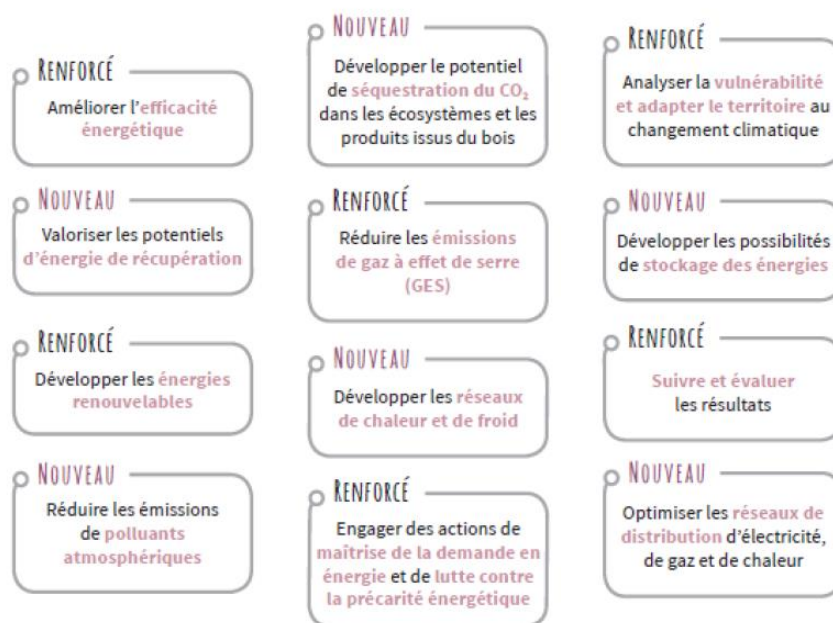 RENFORCÉ
Améliorer l'efficacité
énergétique
NOUVEAU
Valoriser les potentiels
d'énergie de récupération
RENFORCÉ
Développer les énergies
renouvelables
NOUVEAU
Réduire les émissions
de polluants
atmosphériques
NOUVEAU
Développer le potentiel
de séquestration du CO₂
dans les écosystèmes et les
produits issus du bois
RENFORCÉ
Réduire les émissions
de gaz à effet de serre
(GES)
NOUVEAU
Développer les réseaux
de chaleur et de froid
RENFORCÉ
Engager des actions de
maîtrise de la demande en
énergie et de lutte contre
la précarité énergétique
RENFORCÉ
Analyser la vulnérabilité
et adapter le territoire au
changement climatique
NOUVEAU
Développer les possibilités
de stockage des énergies
RENFORCÉ
Suivre et évaluer
les résultats
NOUVEAU
Optimiser les réseaux de
distribution d'électricité,
de gaz et de chaleur